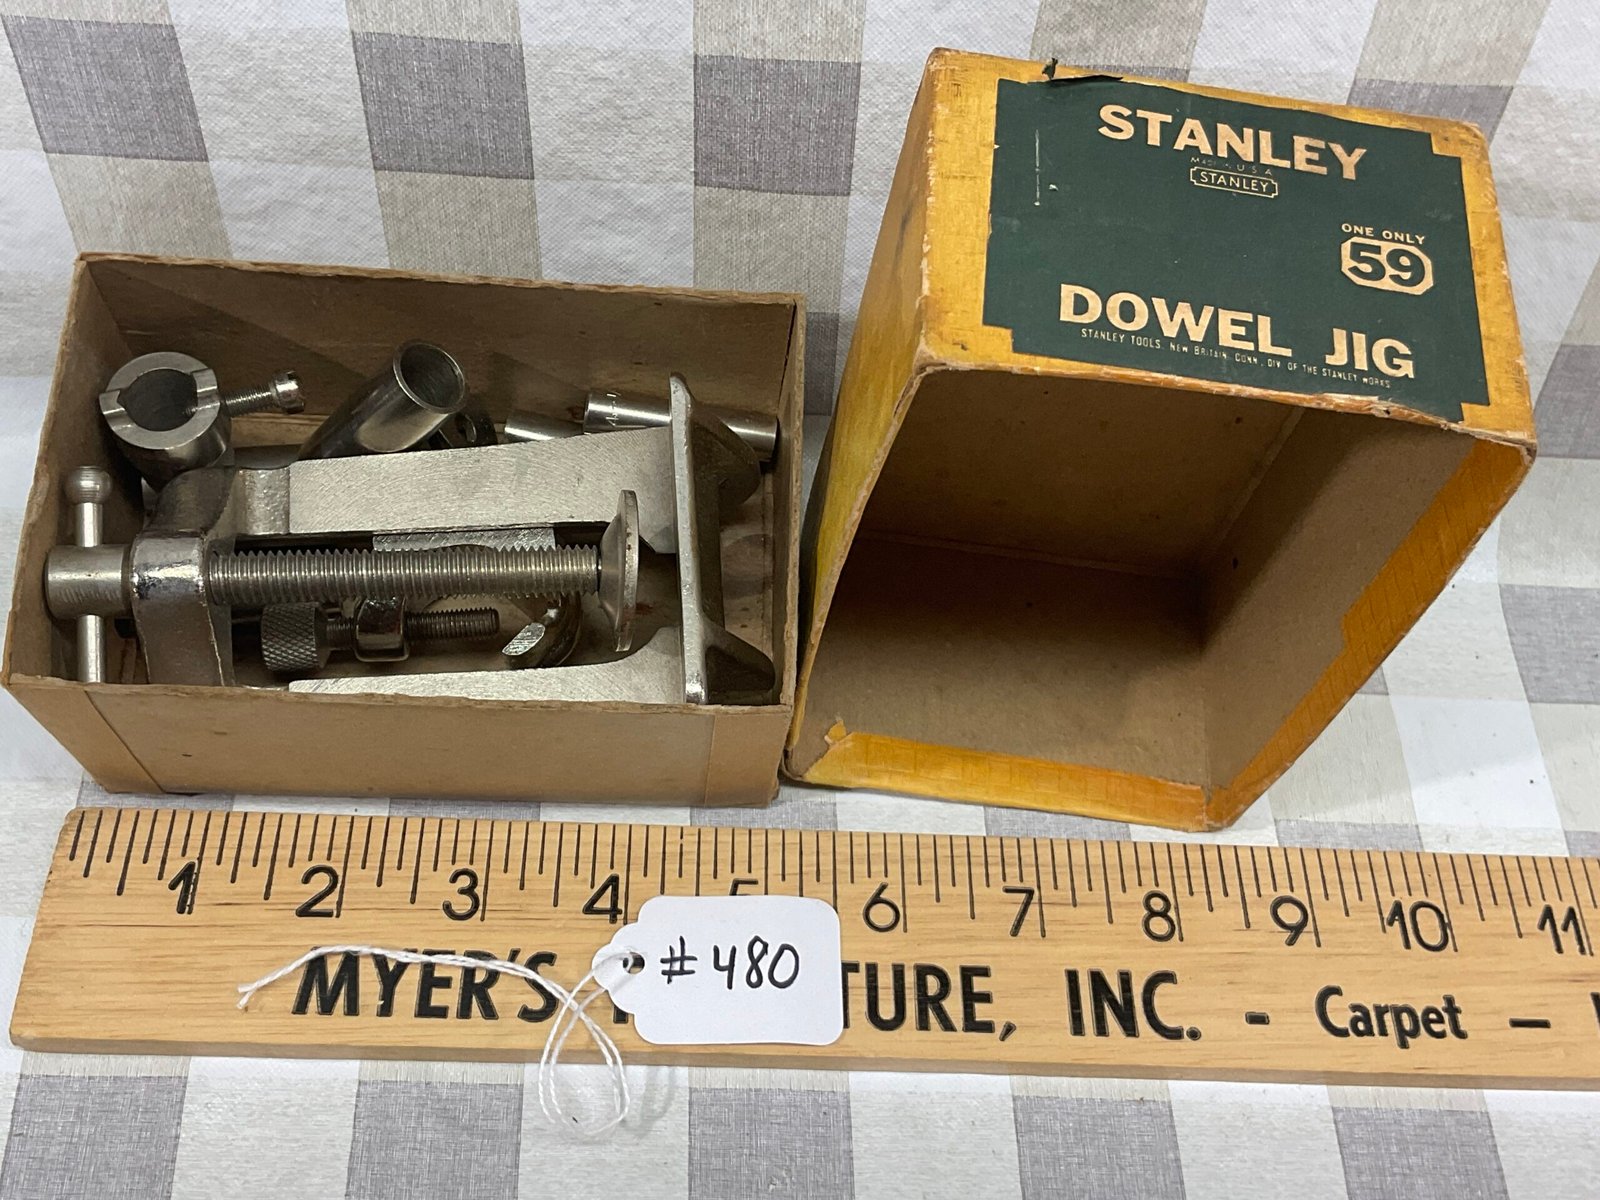 STANLEY
MADE IN USA
STANLEY
ONE ONLY
59
DOWEL JIG
STANLEY TOOLS, NEW BRITAIN, CONN., DIV. OF THE STANLEY WORKS
1 2 3 4 5 6 7 8 9 10 11
MYER'S TURE, INC. - Carpet –
#480